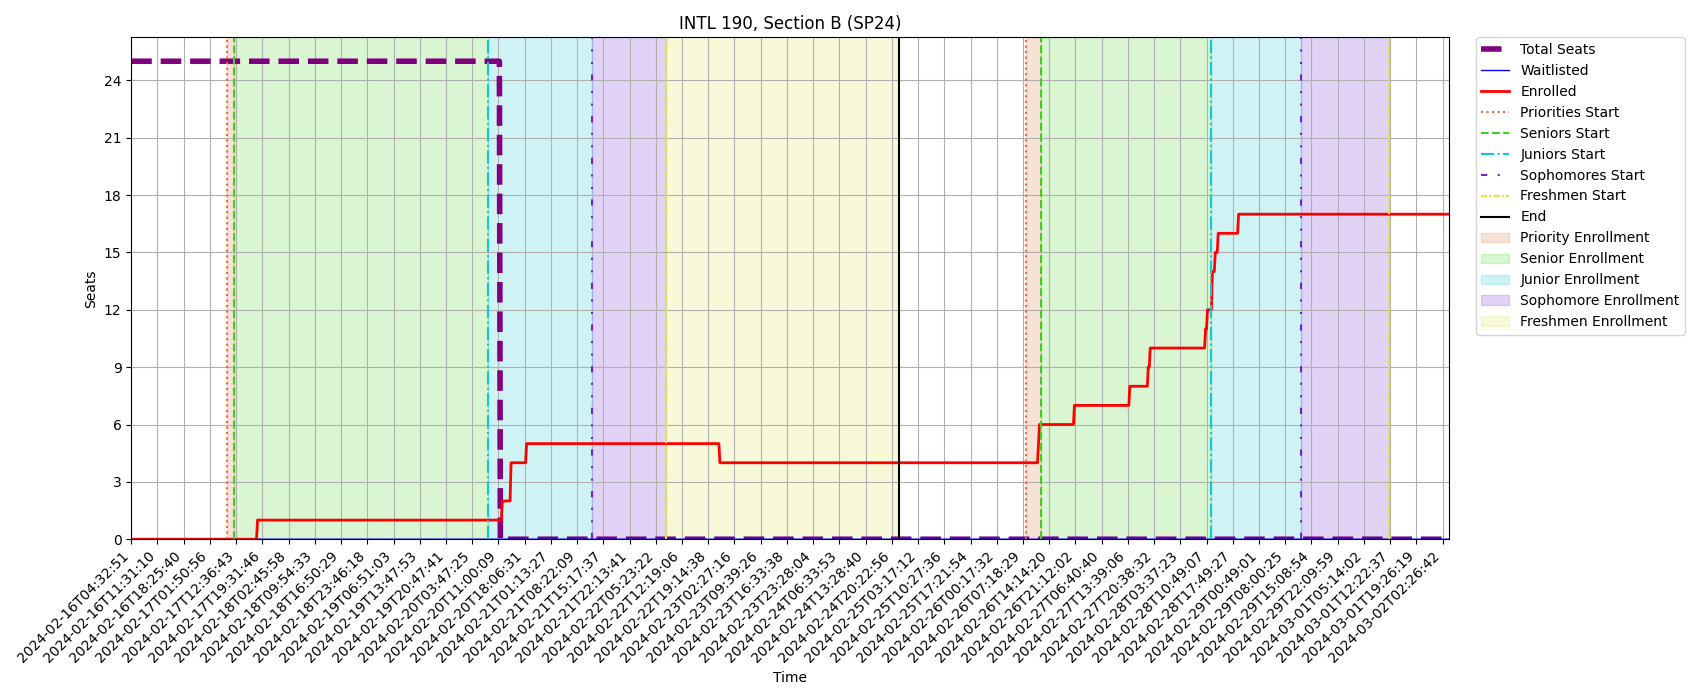 INTL 190, Section B (SP24)
Seats
24
21
18
15
12
9
6
3
0
2024-02-16T04:32:51
2024-02-16T11:31:10
2024-02-16T18:25:40
2024-02-17T01:50:56
2024-02-17T12:36:43
2024-02-17T19:31:46
2024-02-18T02:45:58
2024-02-18T09:54:33
2024-02-18T16:50:29
2024-02-18T23:46:18
2024-02-19T06:51:03
2024-02-19T13:47:53
2024-02-19T20:47:41
2024-02-20T03:47:25
2024-02-20T11:00:09
2024-02-20T18:06:31
2024-02-21T01:13:27
2024-02-21T08:22:09
2024-02-21T15:17:37
2024-02-21T22:13:41
2024-02-22T05:23:22
2024-02-22T12:19:06
2024-02-22T19:14:38
2024-02-23T02:27:16
2024-02-23T09:39:26
2024-02-23T16:33:38
2024-02-23T23:28:04
2024-02-24T06:33:53
2024-02-24T13:28:40
2024-02-24T20:22:56
2024-02-25T03:17:12
2024-02-25T10:27:36
2024-02-25T17:21:54
2024-02-26T00:17:32
2024-02-26T07:18:29
2024-02-26T14:14:20
2024-02-26T21:12:02
2024-02-27T06:40:40
2024-02-27T13:39:06
2024-02-27T20:38:32
2024-02-28T03:37:23
2024-02-28T10:49:07
2024-02-28T17:49:27
2024-02-29T00:49:01
2024-02-29T08:00:25
2024-02-29T15:08:54
2024-02-29T22:09:59
2024-03-01T05:14:02
2024-03-01T12:22:37
2024-03-01T19:26:19
2024-03-02T02:26:42
Time
Total Seats
Waitlisted
Enrolled
Priorities Start
Seniors Start
Juniors Start
Sophomores Start
Freshmen Start
End
Priority Enrollment
Senior Enrollment
Junior Enrollment
Sophomore Enrollment
Freshmen Enrollment